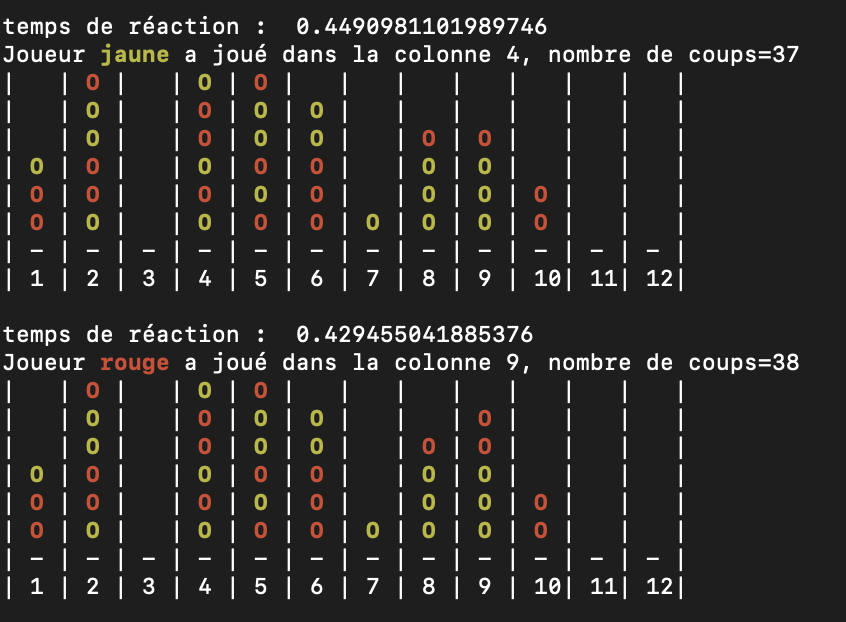 temps de réaction :  0.4490981101989746
Joueur jaune a joué dans la colonne 4, nombre de coups=37
|   | O |   | O | O |   |   |   |   |   |   |   |
|   | O |   | O | O | O |   |   |   |   |   |   |
|   | O |   | O | O | O |   | O | O |   |   |   |
| O | O |   | O | O | O |   | O | O |   |   |   |
| O | O |   | O | O | O |   | O | O | O |   |   |
| O | O |   | O | O | O | O | O | O | O |   |   |
| – | – | – | – | – | – | – | – | – | – | – | – |
| 1 | 2 | 3 | 4 | 5 | 6 | 7 | 8 | 9 | 10| 11| 12|
temps de réaction :  0.429455041885376
Joueur rouge a joué dans la colonne 9, nombre de coups=38
|   | O |   | O | O |   |   |   |   |   |   |   |
|   | O |   | O | O | O |   |   | O |   |   |   |
|   | O |   | O | O | O |   | O | O |   |   |   |
| O | O |   | O | O | O |   | O | O |   |   |   |
| O | O |   | O | O | O |   | O | O | O |   |   |
| O | O |   | O | O | O | O | O | O | O |   |   |
| – | – | – | – | – | – | – | – | – | – | – | – |
| 1 | 2 | 3 | 4 | 5 | 6 | 7 | 8 | 9 | 10| 11| 12|